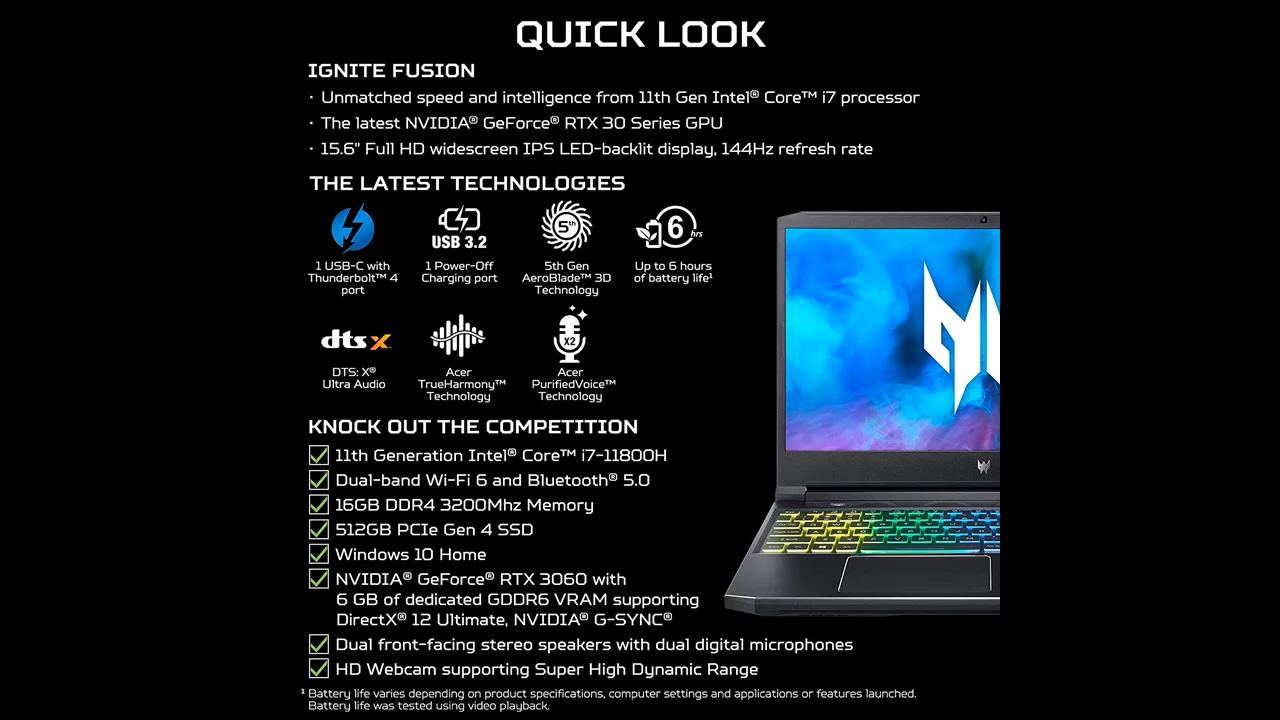 QUICK LOOK
IGNITE FUSION
· Unmatched speed and intelligence from 11th Gen Intel® Core™ i7 processor
· The latest NVIDIA® GeForce® RTX 30 Series GPU
· 15.6" Full HD widescreen IPS LED-backlit display, 144Hz refresh rate
THE LATEST TECHNOLOGIES
USB 3.2
5th
6 hrs
1 USB-C with
Thunderbolt™ 4
port
1 Power-Off
Charging port
5th Gen
AeroBlade™ 3D
Technology
Up to 6 hours
of battery life¹
dts x
X2
DTS: X®
Ultra Audio
Acer
TrueHarmony™
Technology
Acer
PurifiedVoice™
Technology
KNOCK OUT THE COMPETITION
11th Generation Intel® Core™ i7-11800H
Dual-band Wi-Fi 6 and Bluetooth® 5.0
16GB DDR4 3200Mhz Memory
512GB PCIe Gen 4 SSD
Windows 10 Home
NVIDIA® GeForce® RTX 3060 with
6 GB of dedicated GDDR6 VRAM supporting
DirectX® 12 Ultimate, NVIDIA® G-SYNC®
Dual front-facing stereo speakers with dual digital microphones
HD Webcam supporting Super High Dynamic Range
¹ Battery life varies depending on product specifications, computer settings and applications or features launched.
Battery life was tested using video playback.